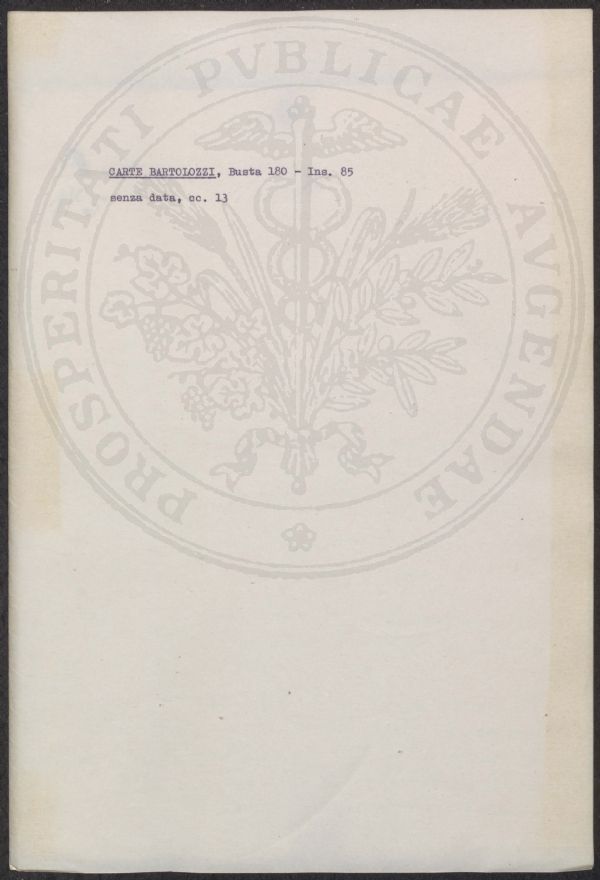 PROSPERITATI PVBLICAE AVGENDAE
CARTE BARTOLOZZI, Busta 180 - Ins. 85
senza data, cc. 13